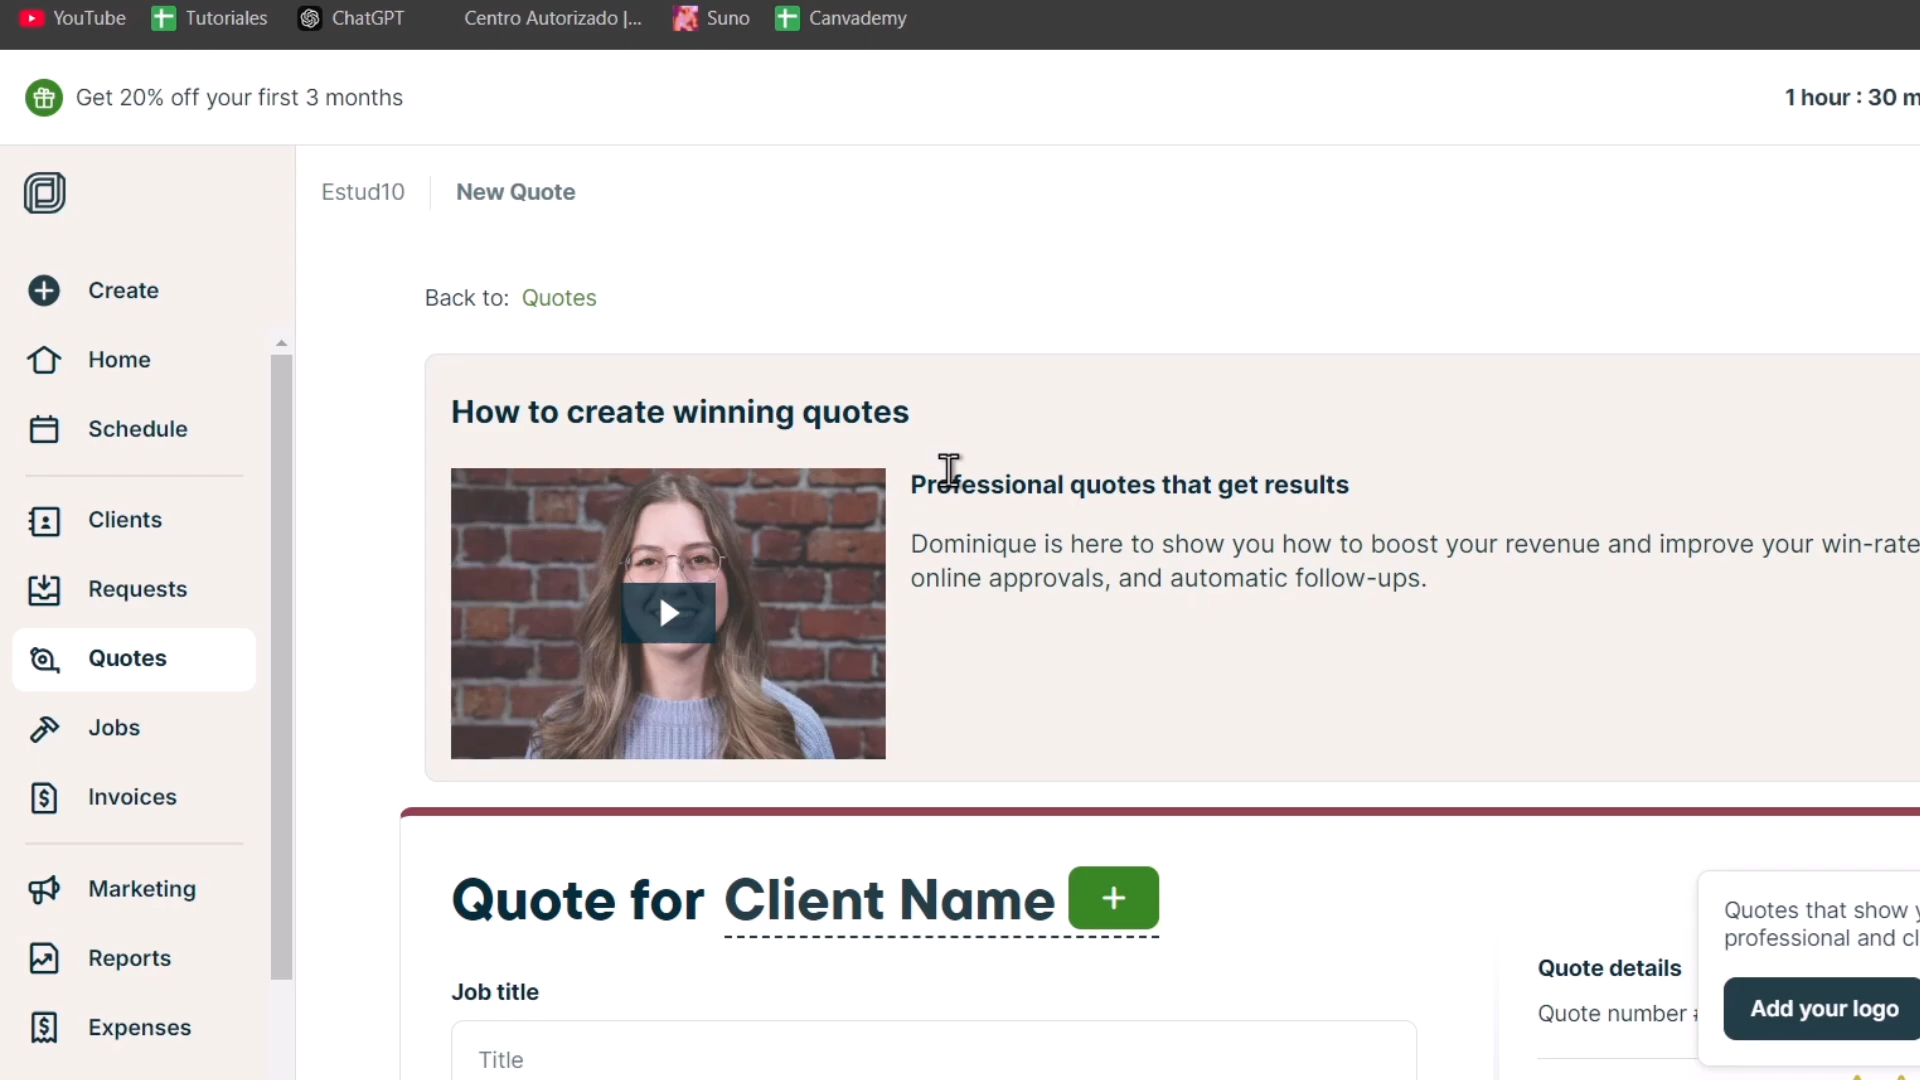 YouTube
Tutoriales
ChatGPT
Centro Autorizado |...
Suno
Canvademy
Get 20% off your first 3 months
1 hour : 30 m
Estud10
New Quote
Create
Home
Schedule
Clients
Requests
Quotes
Jobs
Invoices
Marketing
Reports
Expenses
Back to: Quotes
How to create winning quotes
Professional quotes that get results
Dominique is here to show you how to boost your revenue and improve your win-rate
online approvals, and automatic follow-ups.
Quote for Client Name
Job title
Title
Quote details
Quote number
Quotes that show y
professional and cl
Add your logo